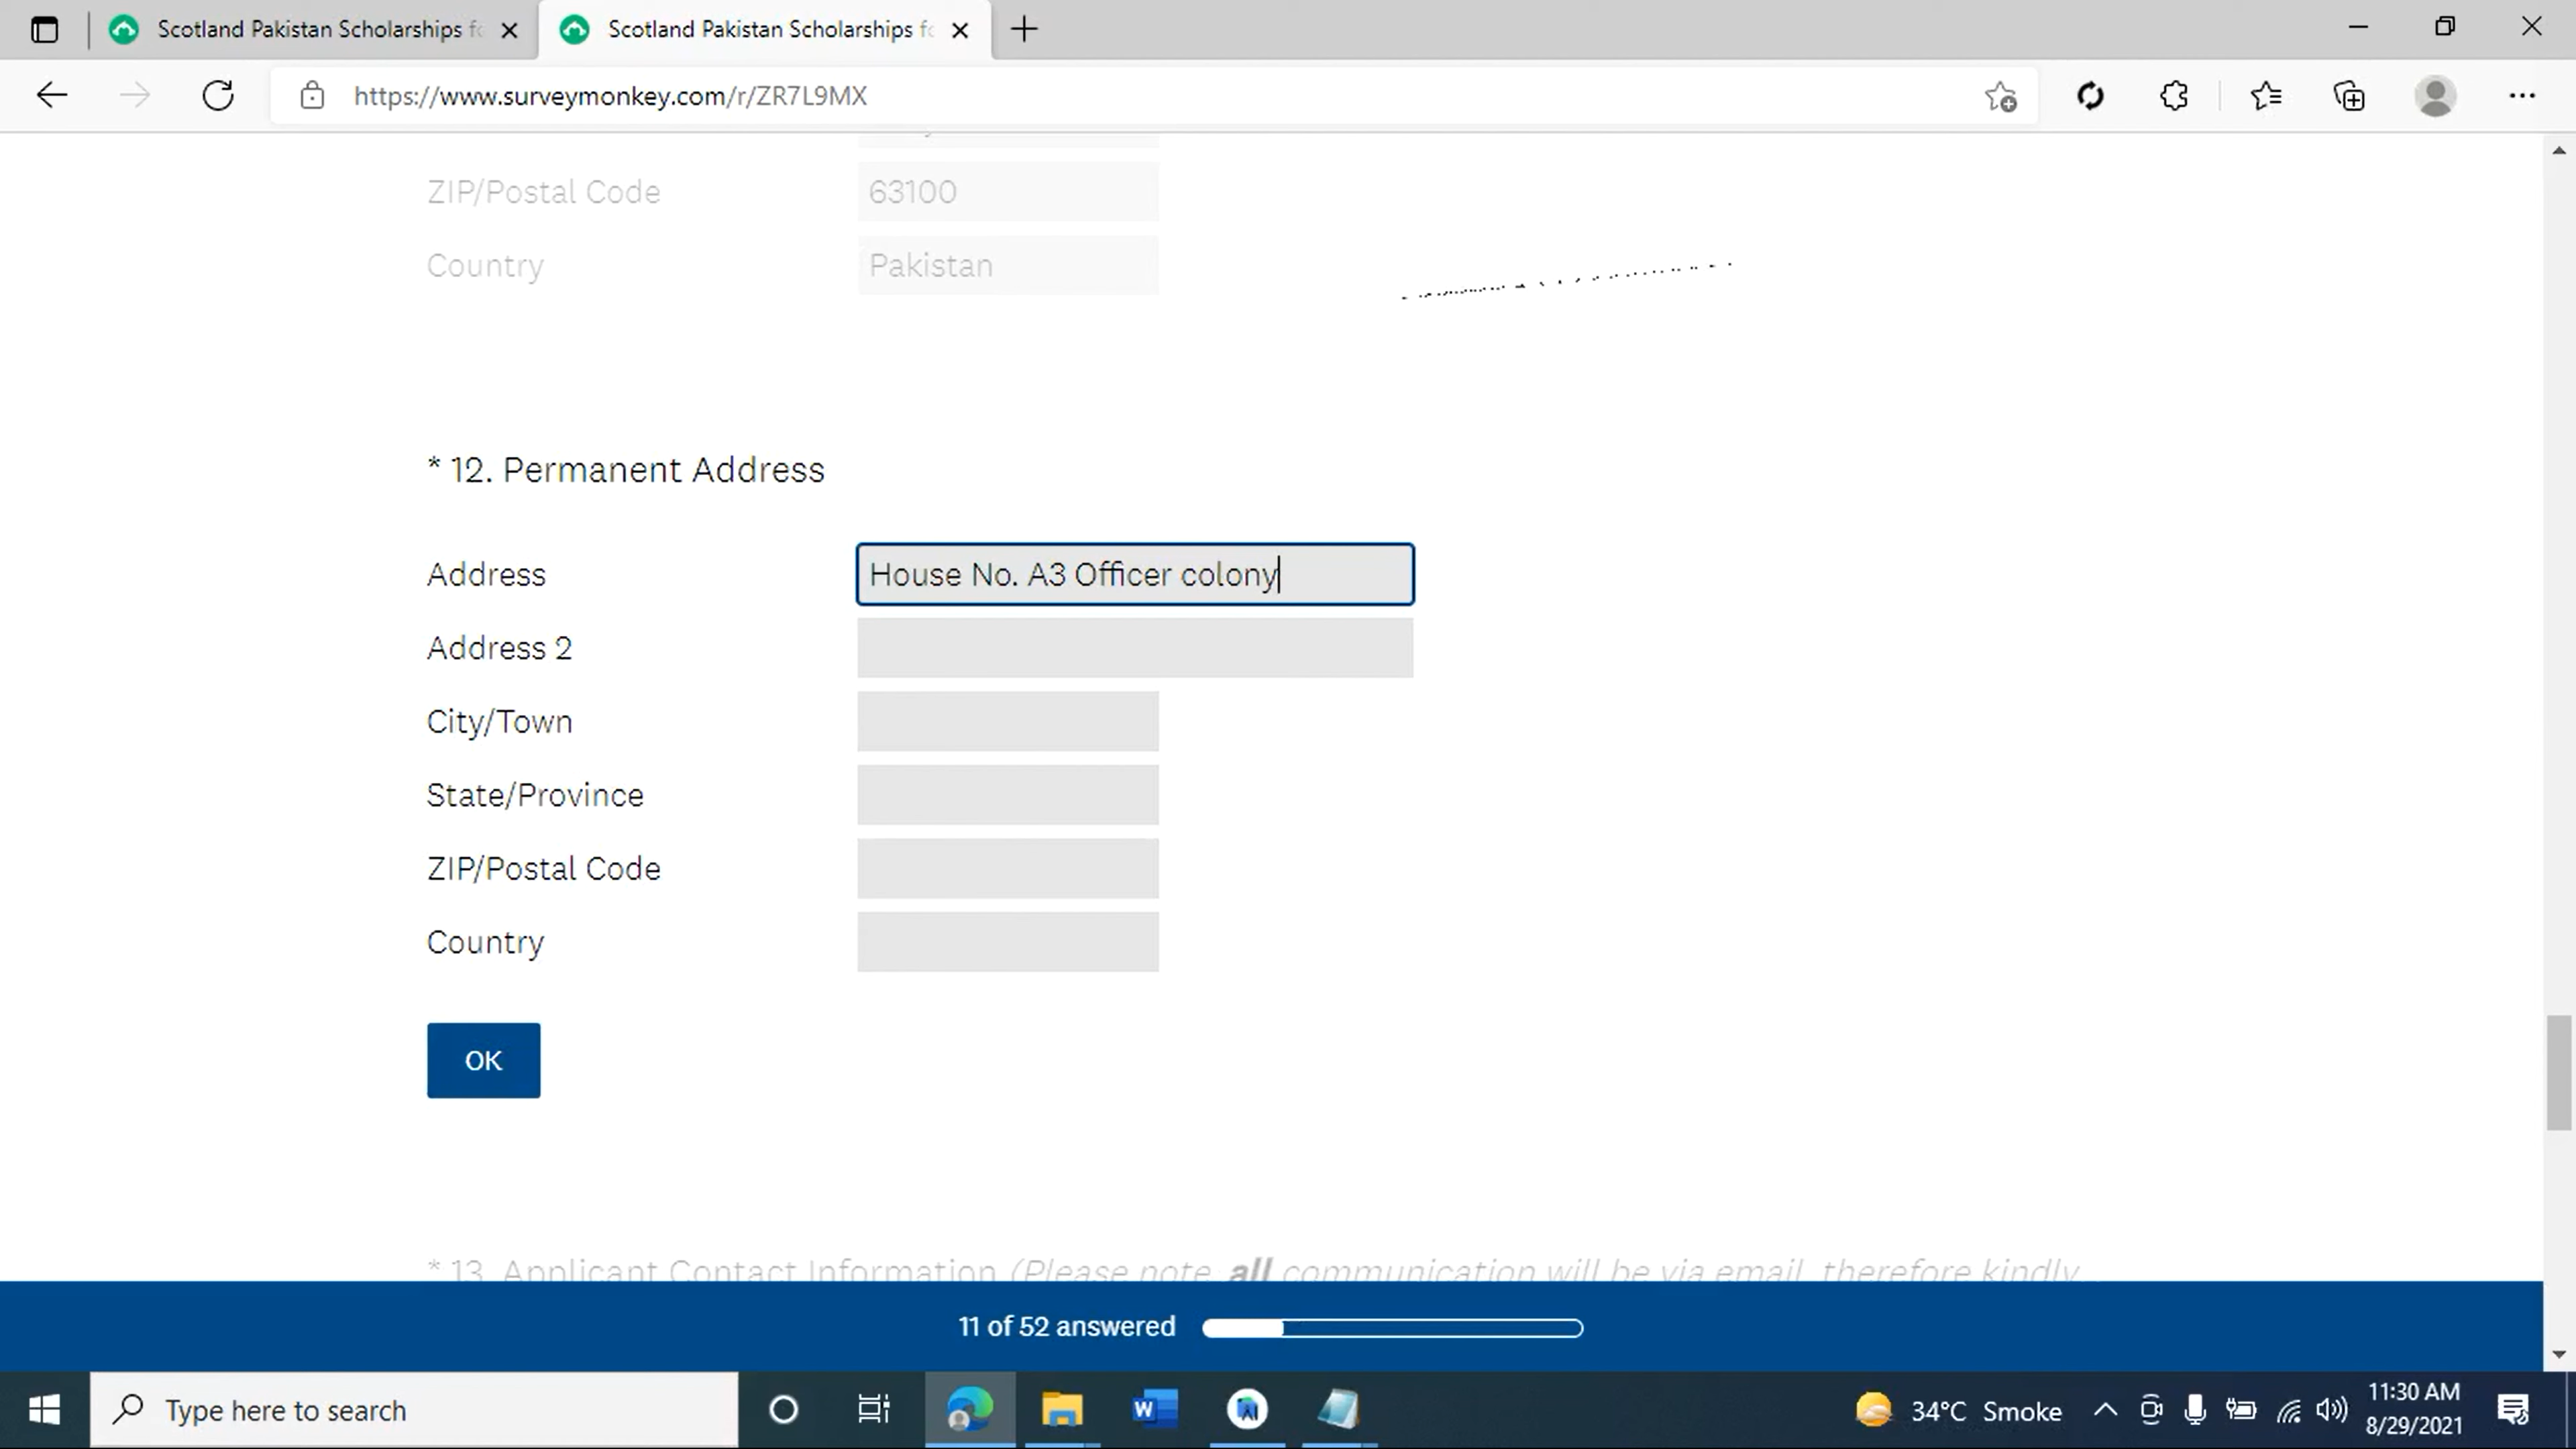 Scotland Pakistan Scholarships fo
Scotland Pakistan Scholarships fo
https://www.surveymonkey.com/r/ZR7L9MX
ZIP/Postal Code 63100
Country Pakistan
* 12. Permanent Address
Address House No. A3 Officer colony
Address 2
City/Town
State/Province
ZIP/Postal Code
Country
OK
* 13. Applicant Contact Information (Please note, all communication will be via email, therefore kindly
11 of 52 answered
Type here to search
34°C Smoke
11:30 AM
8/29/2021